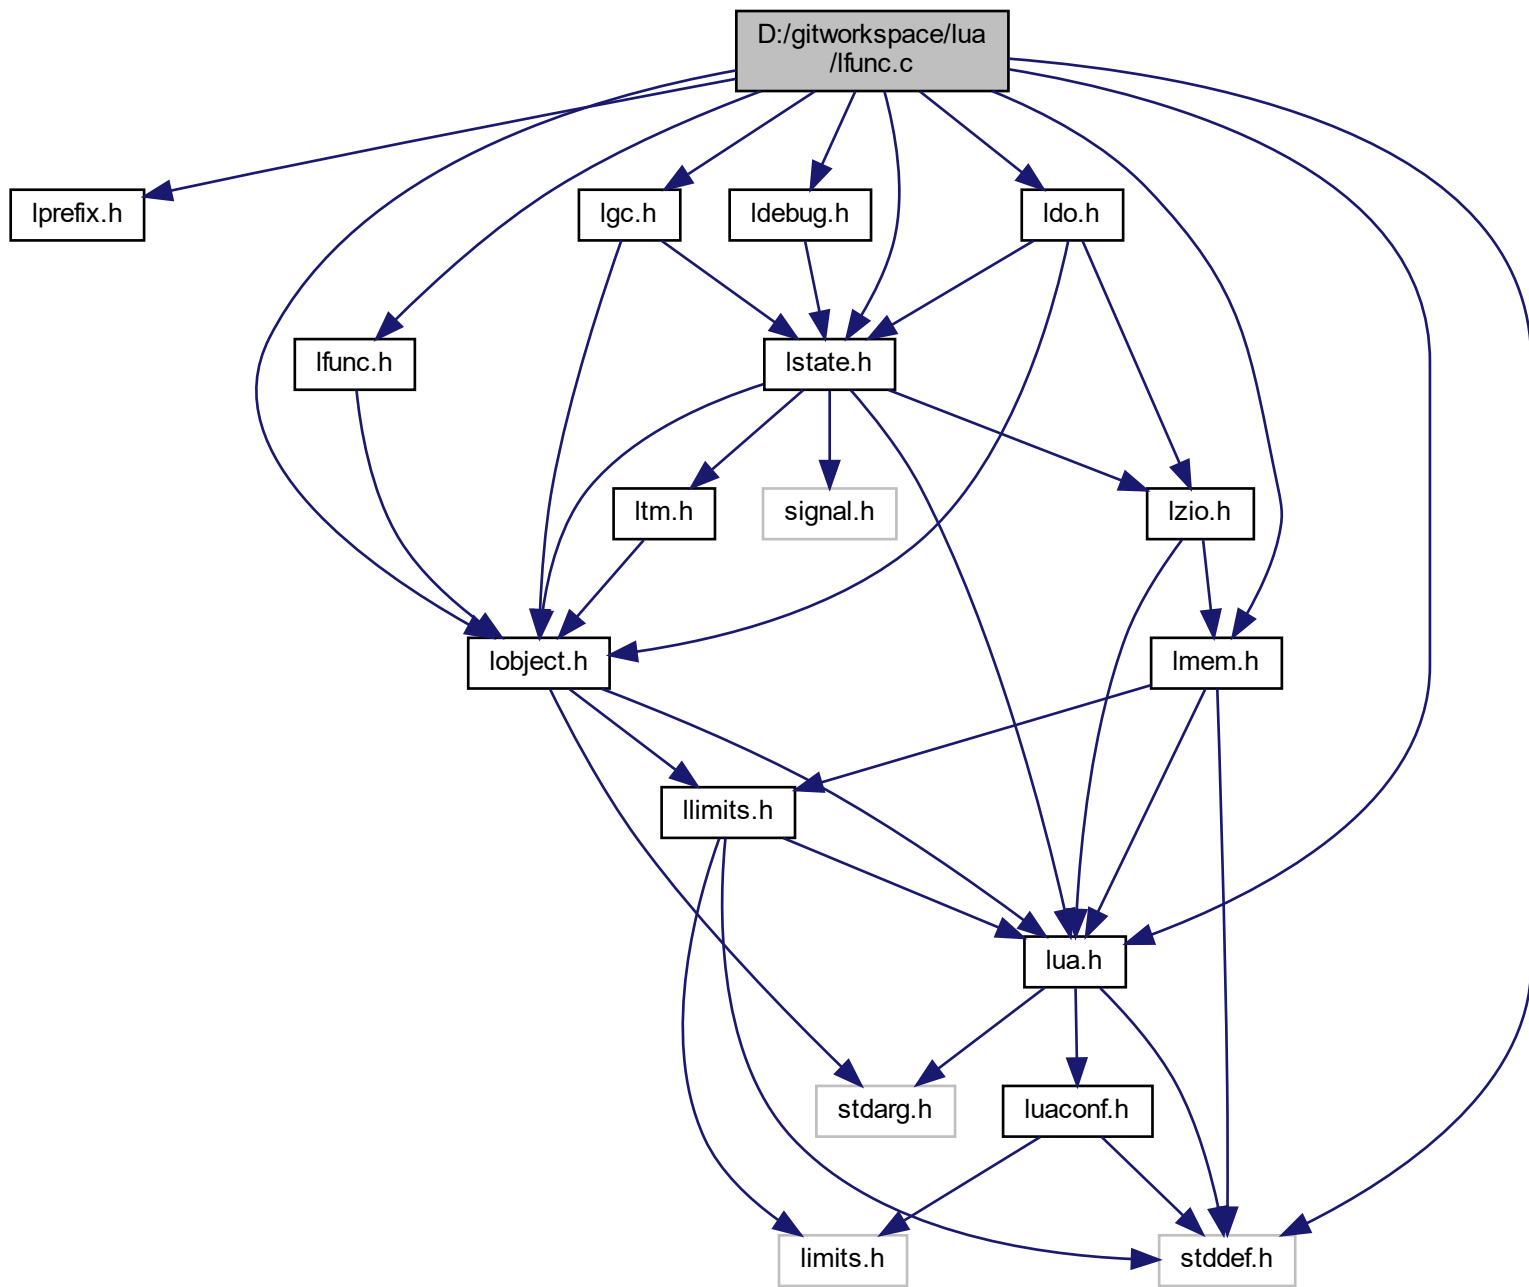 D:/gitworkspace/lua
/lfunc.c
lprefix.h
lgc.h
ldebug.h
ldo.h
lfunc.h
lstate.h
ltm.h
signal.h
lzio.h
lobject.h
lmem.h
llimits.h
lua.h
stdarg.h
luaconf.h
limits.h
stddef.h